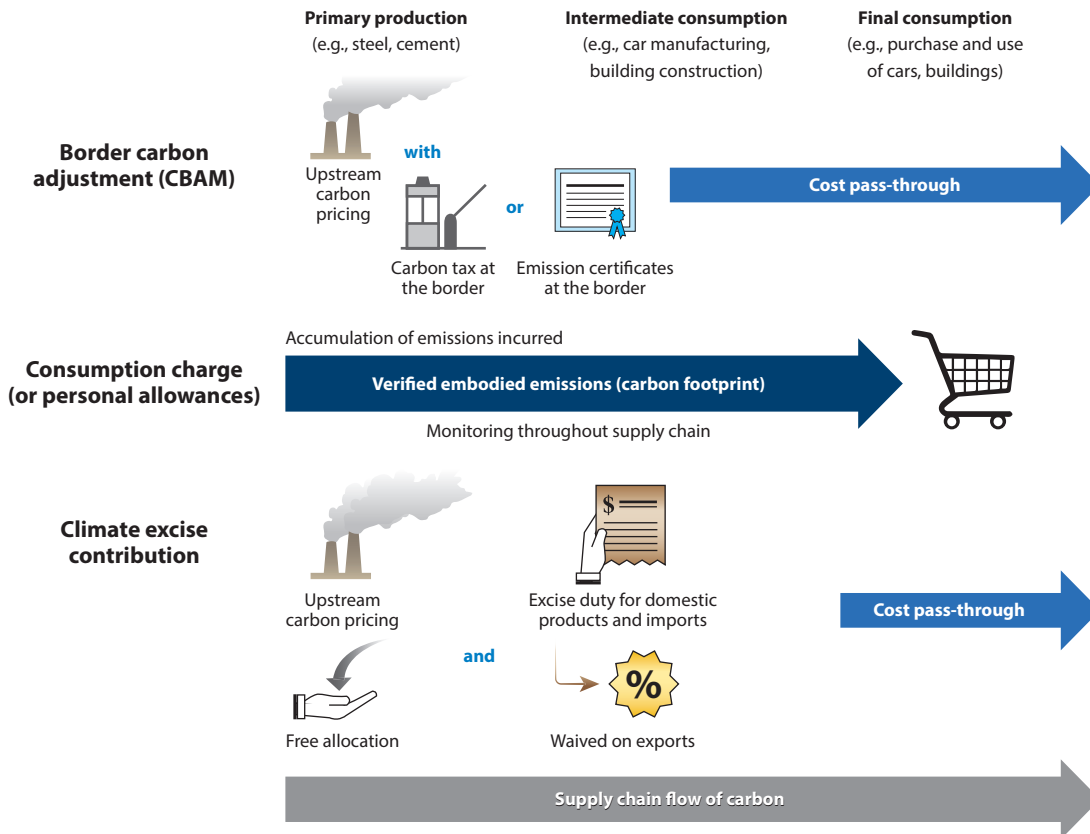 Primary production
(e.g., steel, cement)
Intermediate consumption
(e.g., car manufacturing,
building construction)
Final consumption
(e.g., purchase and use
of cars, buildings)
Border carbon
adjustment (CBAM)
Upstream
carbon
pricing
with
Carbon tax at
the border
or
Emission certificates
at the border
Cost pass-through
Consumption charge
(or personal allowances)
Accumulation of emissions incurred
Verified embodied emissions (carbon footprint)
Monitoring throughout supply chain
Climate excise
contribution
Upstream
carbon pricing
Free allocation
and
$
Excise duty for domestic
products and imports
%
Waived on exports
Cost pass-through
Supply chain flow of carbon